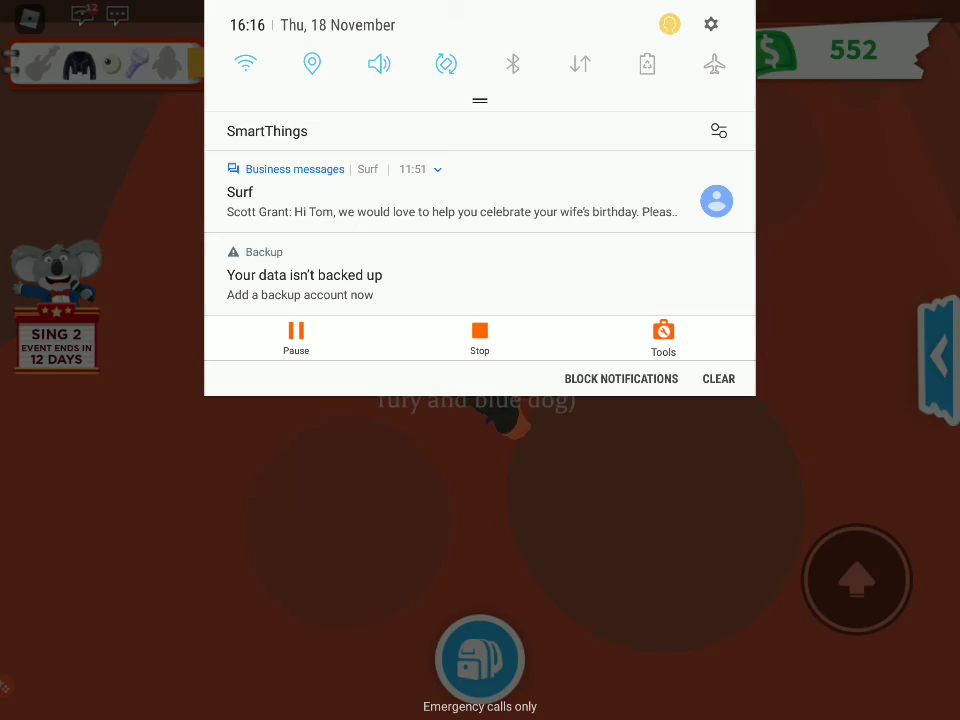 12
16:16 | Thu, 18 November
552
SmartThings
Business messages | Surf | 11:51
Surf
Scott Grant: Hi Tom, we would love to help you celebrate your wife's birthday. Pleas..
Backup
Your data isn't backed up
Add a backup account now
SING 2
EVENT ENDS IN
12 DAYS
Pause
Stop
Tools
BLOCK NOTIFICATIONS
CLEAR
and blue dog)
Emergency calls only